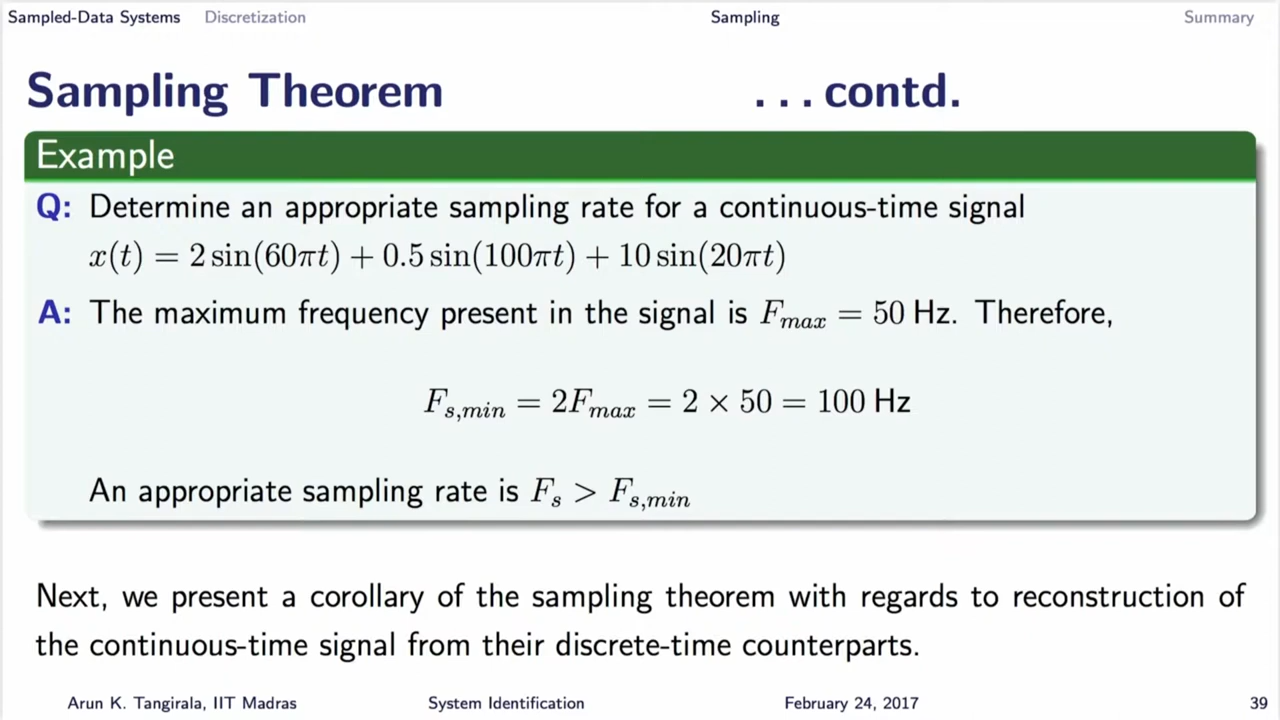 Sampled-Data Systems Discretization Sampling Summary
Sampling Theorem ...contd.
Example
Q: Determine an appropriate sampling rate for a continuous-time signal
x(t) = 2 sin(60πt) + 0.5 sin(100πt) + 10 sin(20πt)
A: The maximum frequency present in the signal is F_max = 50 Hz. Therefore,
F_s,min = 2F_max = 2 × 50 = 100 Hz
An appropriate sampling rate is F_s > F_s,min
Next, we present a corollary of the sampling theorem with regards to reconstruction of
the continuous-time signal from their discrete-time counterparts.
Arun K. Tangirala, IIT Madras System Identification February 24, 2017 39